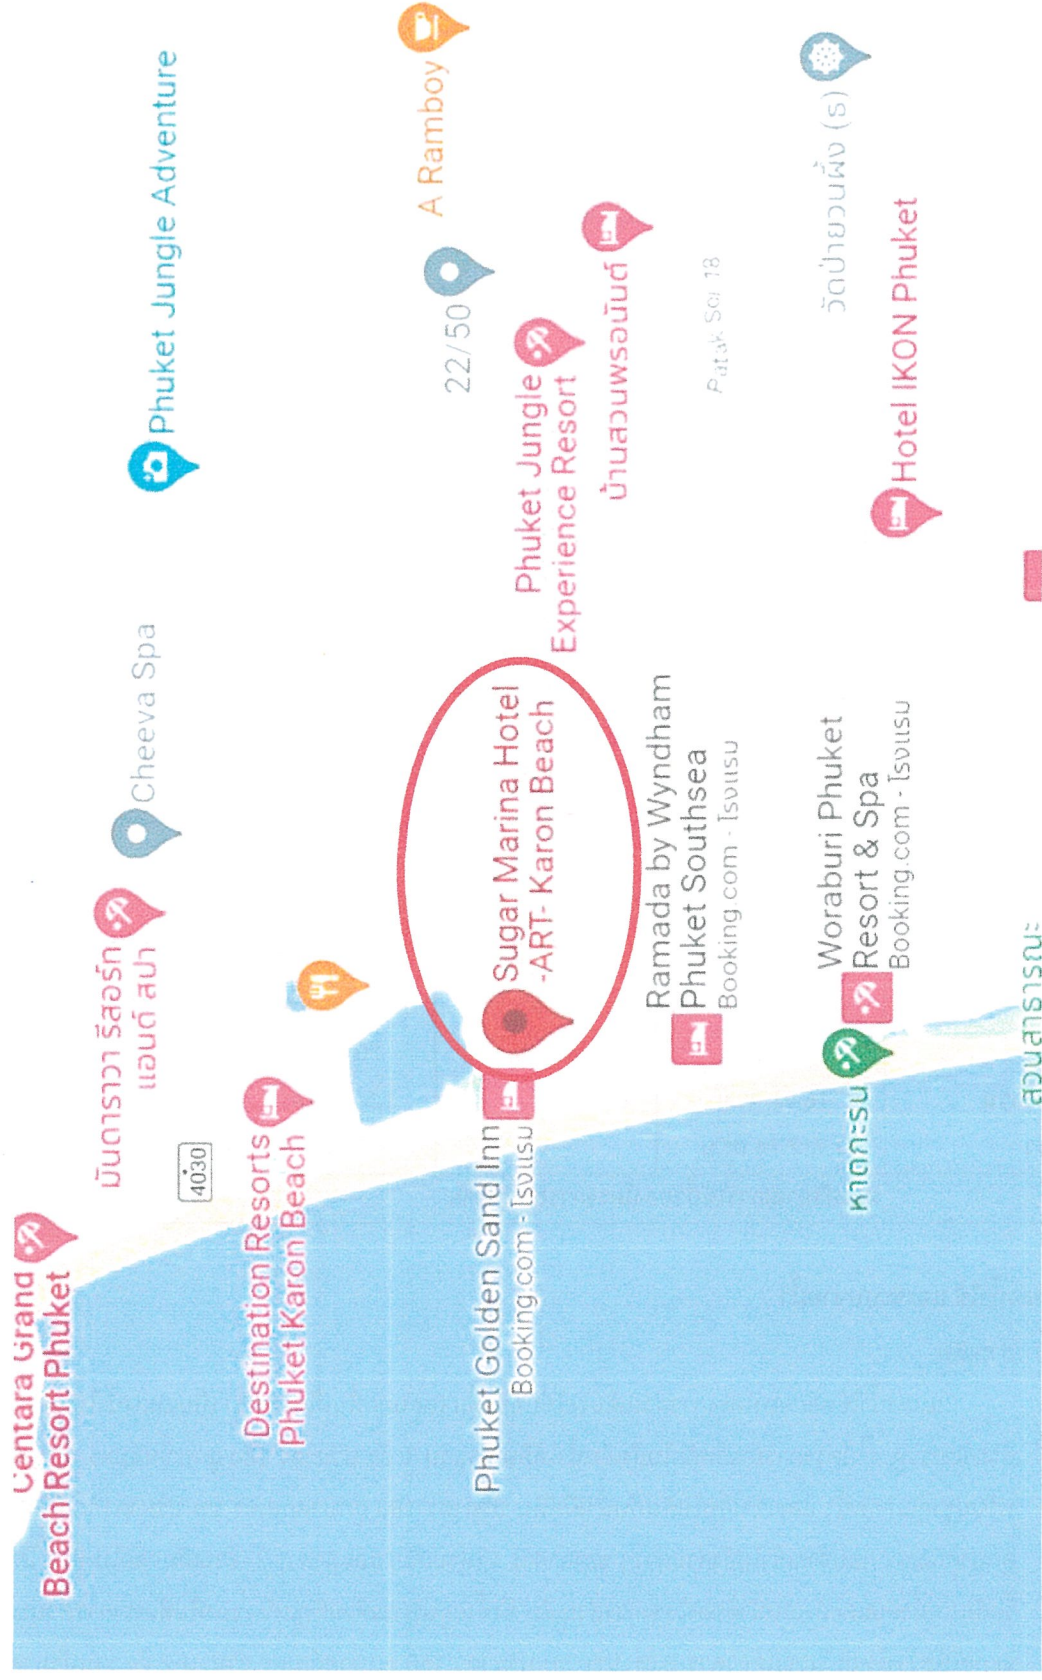 Centara Grand
Beach Resort Phuket
มันดาราวา รีสอร์ท
แอนด์ สปา
Cheeva Spa
Phuket Jungle Adventure
4030
Destination Resorts
Phuket Karon Beach
A Ramboy
22/50
Phuket Golden Sand Inn
Booking.com - โรงแรม
Sugar Marina Hotel
-ART- Karon Beach
Phuket Jungle
Experience Resort
บ้านสวนพรอนันต์
Ramada by Wyndham
Phuket Southsea
Booking.com - โรงแรม
Patak Soi 18
วัดป่ายวนผึ้ง (ร)
Woraburi Phuket
Resort & Spa
Booking.com - โรงแรม
หาดกะรน
Hotel IKON Phuket
สวนสาธารณะ